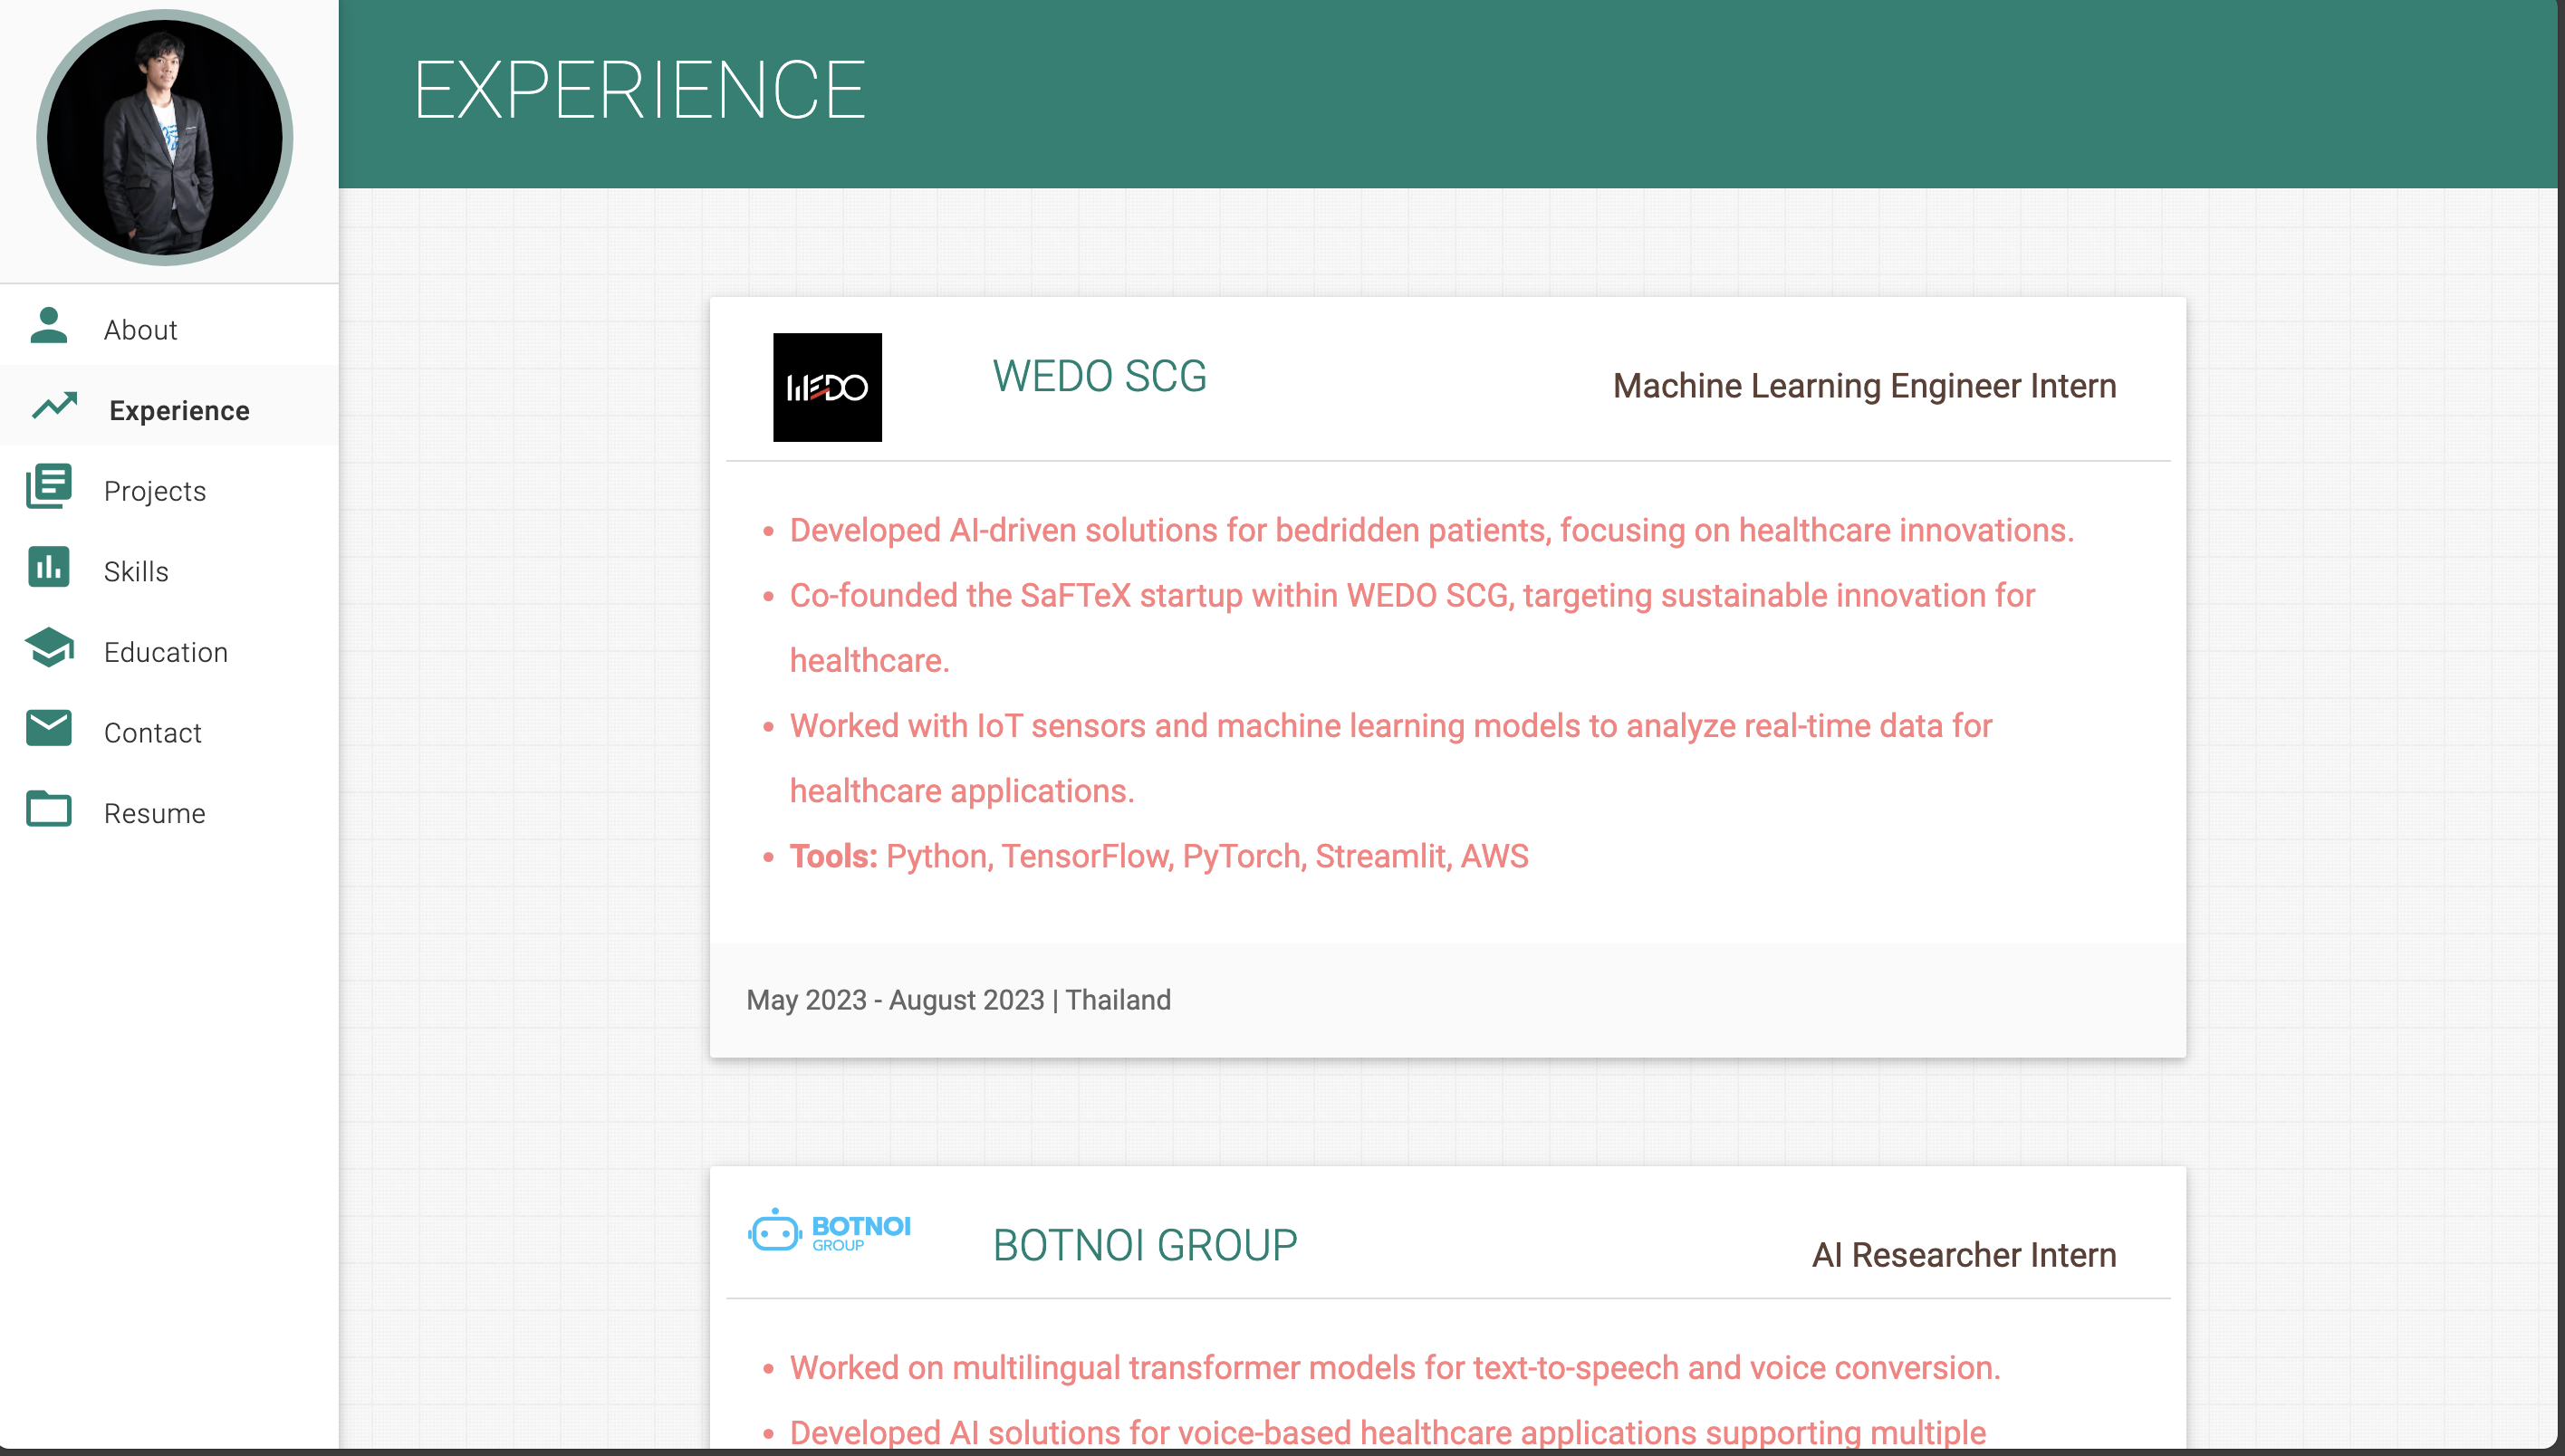 EXPERIENCE
About
Experience
Projects
Skills
Education
Contact
Resume
WEDO
WEDO SCG
Machine Learning Engineer Intern
• Developed AI-driven solutions for bedridden patients, focusing on healthcare innovations.
• Co-founded the SaFTeX startup within WEDO SCG, targeting sustainable innovation for
healthcare.
• Worked with IoT sensors and machine learning models to analyze real-time data for
healthcare applications.
• Tools: Python, TensorFlow, PyTorch, Streamlit, AWS
May 2023 - August 2023 | Thailand
BOTNOI
GROUP
BOTNOI GROUP
AI Researcher Intern
• Worked on multilingual transformer models for text-to-speech and voice conversion.
• Developed AI solutions for voice-based healthcare applications supporting multiple